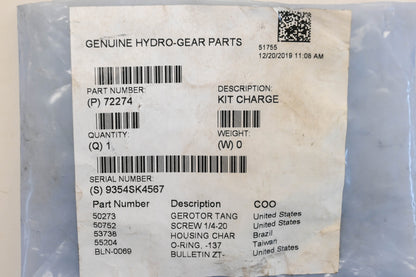 GENUINE HYDRO-GEAR PARTS
51755
12/20/2019 11:08 AM
PART NUMBER:
(P) 72274
DESCRIPTION:
KIT CHARGE
QUANTITY:
(Q) 1
WEIGHT:
(W) 0
SERIAL NUMBER:
(S) 9354SK4567
Part Number Description COO
50273 GEROTOR TANG United States
50752 SCREW 1/4-20 United States
53738 HOUSING CHAR Brazil
55204 O-RING, -137 Taiwan
BLN-0069 BULLETIN ZT- United States